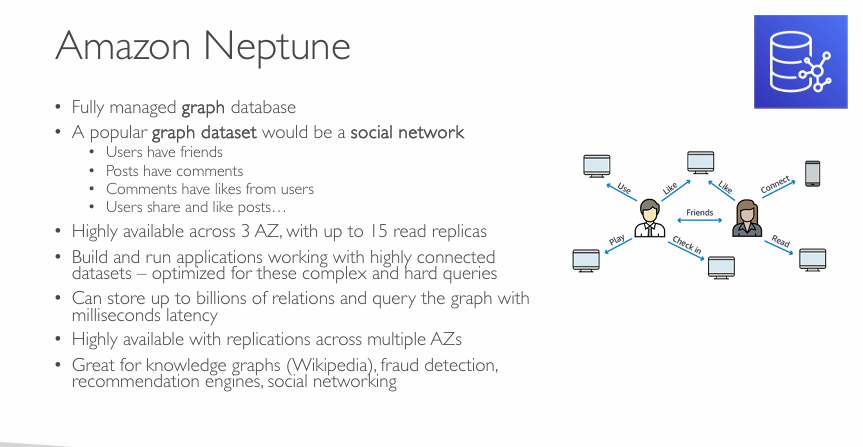 Amazon Neptune
• Fully managed graph database
• A popular graph dataset would be a social network
• Users have friends
• Posts have comments
• Comments have likes from users
• Users share and like posts…
• Highly available across 3 AZ, with up to 15 read replicas
• Build and run applications working with highly connected
datasets – optimized for these complex and hard queries
• Can store up to billions of relations and query the graph with
milliseconds latency
• Highly available with replications across multiple AZs
• Great for knowledge graphs (Wikipedia), fraud detection,
recommendation engines, social networking
Use
Like
Like
Connect
Friends
Play
Check in
Read